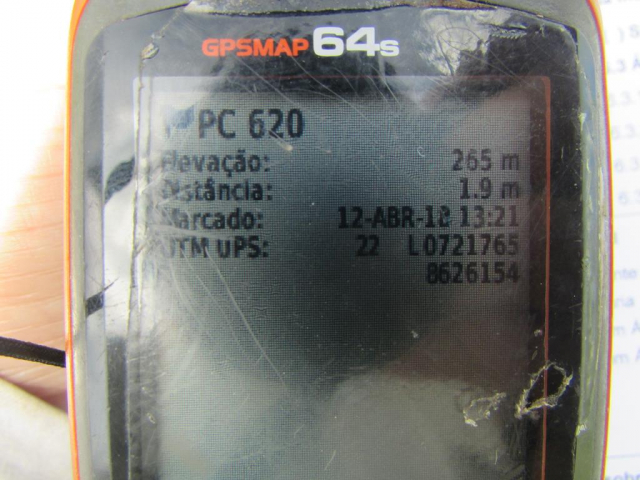 GPSMAP 64s
PC 620
Elevação: 265 m
Distância: 1.9 m
Marcado: 12-ABR-18 13:21
UTM UPS: 22 L0721765
8626154